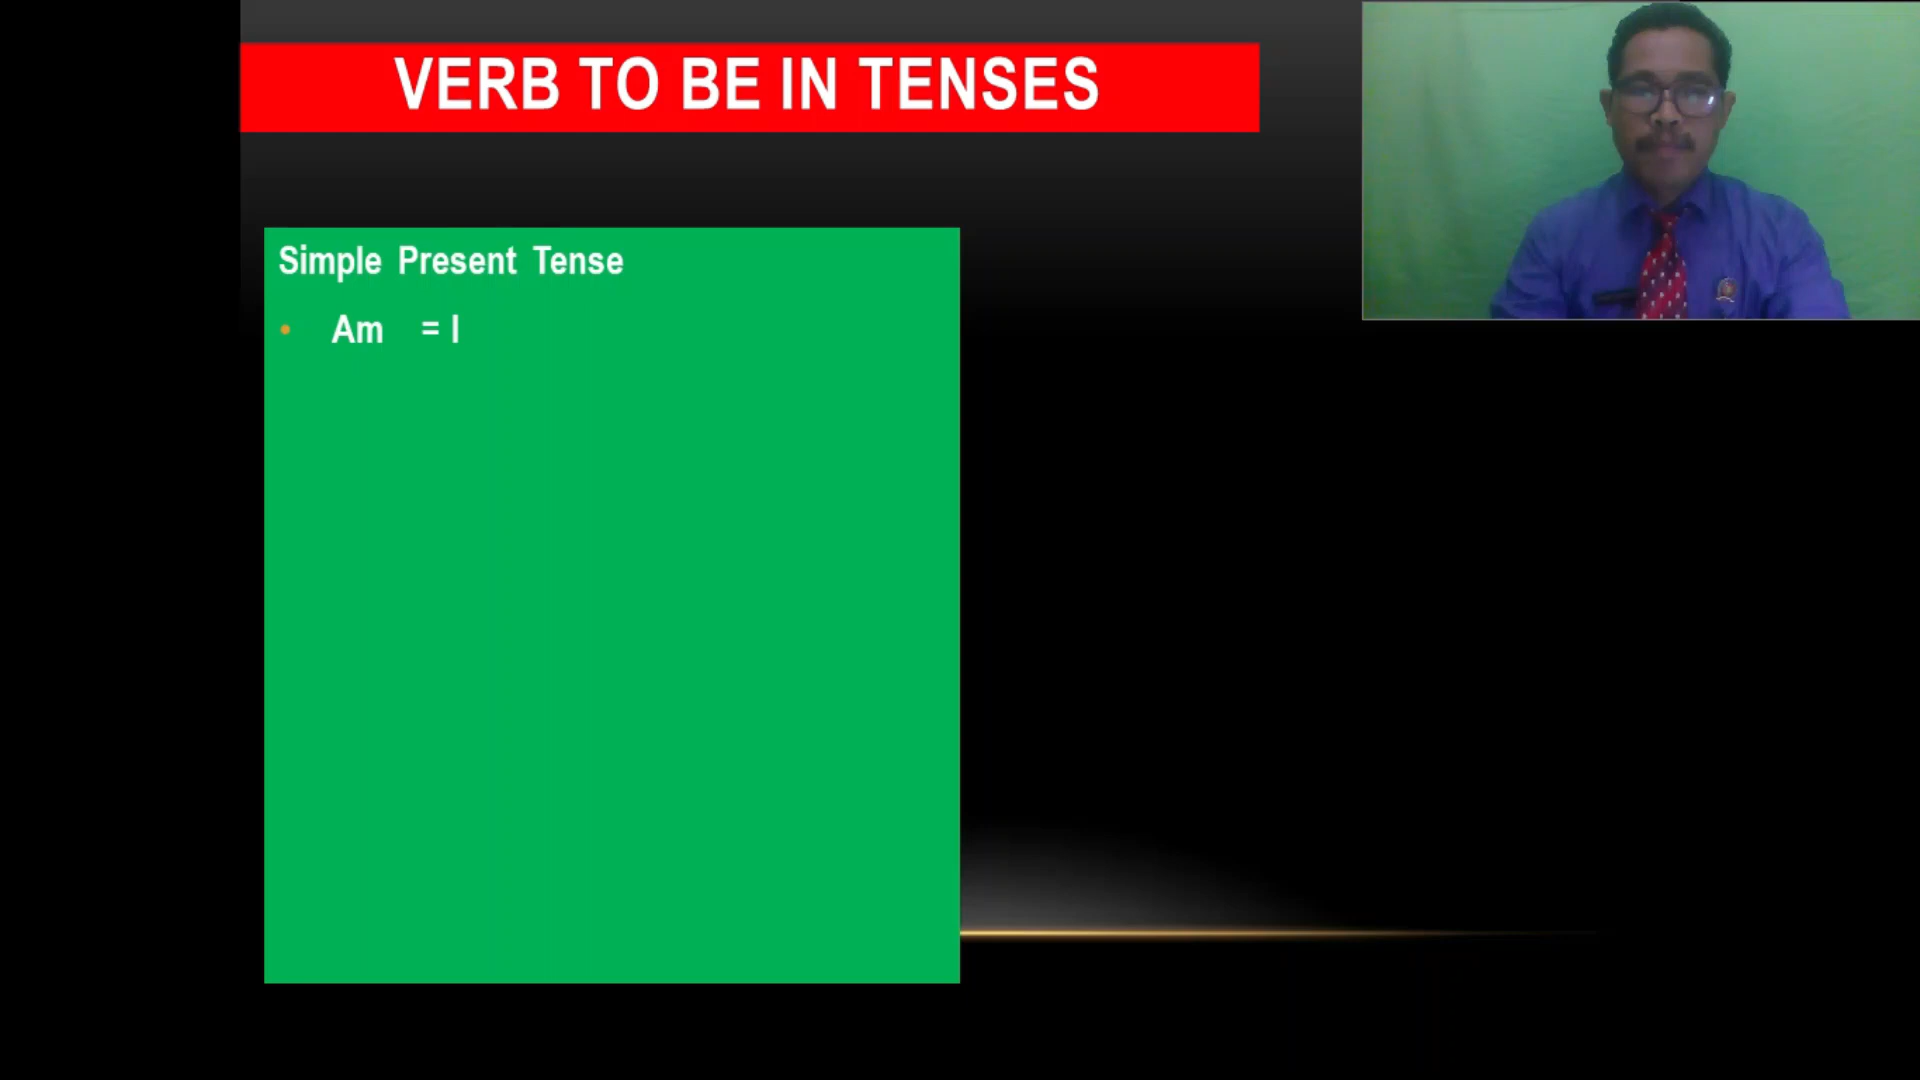 VERB TO BE IN TENSES
Simple Present Tense
• Am = I